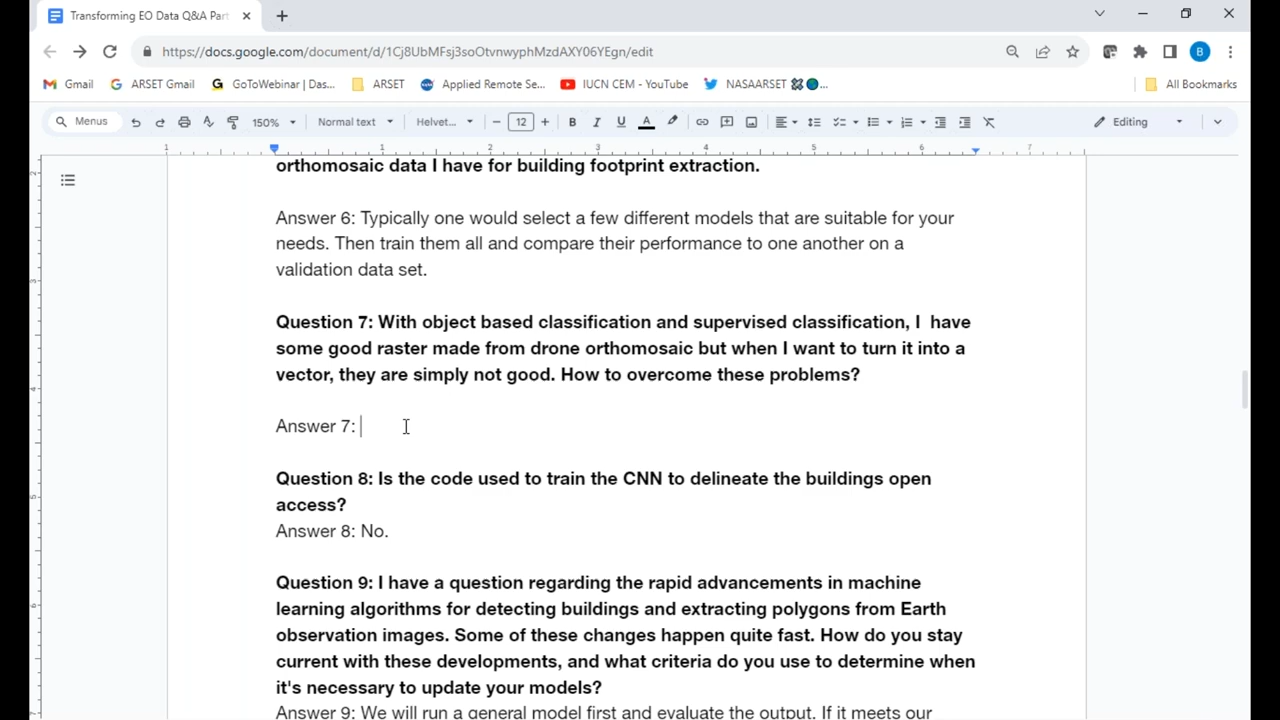 Transforming EO Data Q&A Par
https://docs.google.com/document/d/1Cj8UbMFsj3soOtvnwyphMzdAXY06YEgn/edit
B
Gmail
ARSET Gmail
GoToWebinar | Das...
ARSET
Applied Remote Se...
IUCN CEM - YouTube
NASAARSET
All Bookmarks
Menus
150%
Normal text
Helvet...
12
B I U A
Editing
1 1 2 3 4 5 6 7
orthomosaic data I have for building footprint extraction.
Answer 6: Typically one would select a few different models that are suitable for your
needs. Then train them all and compare their performance to one another on a
validation data set.
Question 7: With object based classification and supervised classification, I  have
some good raster made from drone orthomosaic but when I want to turn it into a
vector, they are simply not good. How to overcome these problems?
Answer 7:
Question 8: Is the code used to train the CNN to delineate the buildings open
access?
Answer 8: No.
Question 9: I have a question regarding the rapid advancements in machine
learning algorithms for detecting buildings and extracting polygons from Earth
observation images. Some of these changes happen quite fast. How do you stay
current with these developments, and what criteria do you use to determine when
it's necessary to update your models?
Answer 9: We will run a general model first and evaluate the output. If it meets our